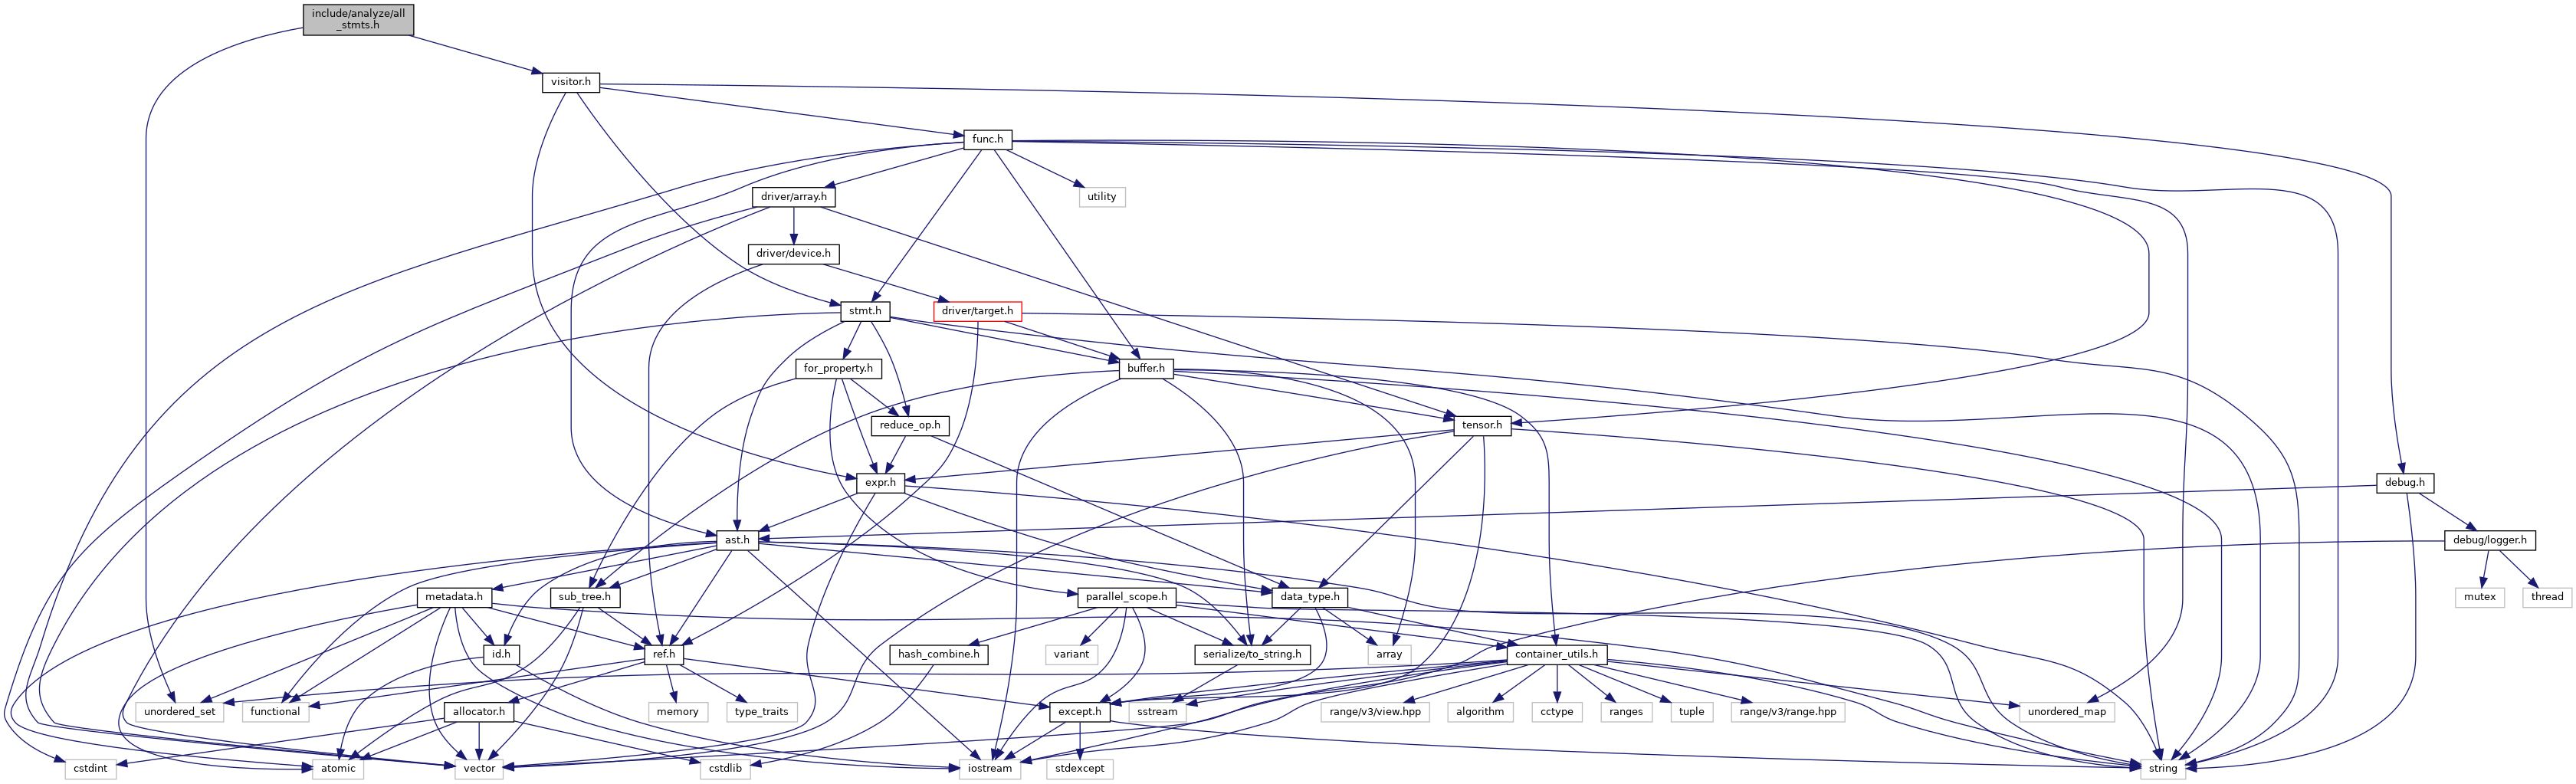 include/analyze/all
_stmts.h
visitor.h
func.h
driver/array.h
utility
driver/device.h
stmt.h
driver/target.h
for_property.h
buffer.h
reduce_op.h
tensor.h
expr.h
debug.h
ast.h
debug/logger.h
metadata.h
sub_tree.h
parallel_scope.h
data_type.h
mutex
thread
id.h
ref.h
hash_combine.h
variant
serialize/to_string.h
array
container_utils.h
unordered_set
functional
allocator.h
memory
type_traits
except.h
sstream
range/v3/view.hpp
algorithm
cctype
ranges
tuple
range/v3/range.hpp
unordered_map
cstdint
atomic
vector
cstdlib
iostream
stdexcept
string